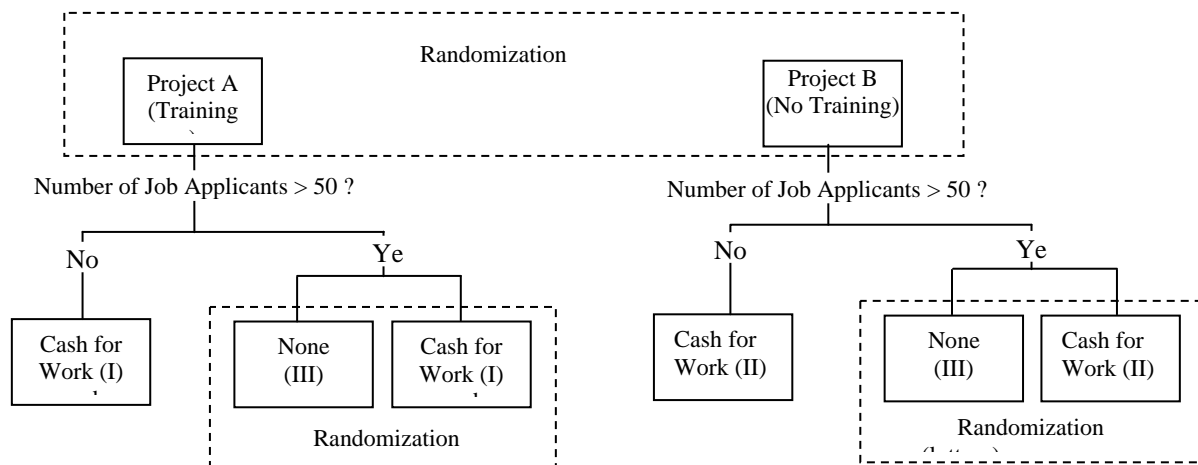 Randomization
Project A
(Training
Project B
(No Training)
Number of Job Applicants > 50 ?
Number of Job Applicants > 50 ?
No
Ye
No
Ye
Cash for
Work (I)
None
(III)
Cash for
Work (I)
Randomization
Cash for
Work (II)
None
(III)
Cash for
Work (II)
Randomization